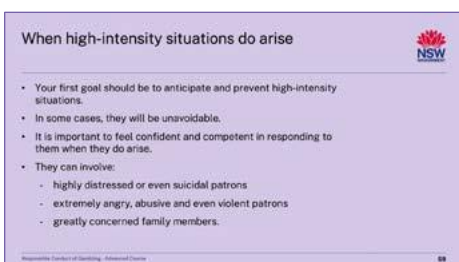 When high-intensity situations do arise
NSW
GOVERNMENT
• Your first goal should be to anticipate and prevent high-intensity
situations.
• In some cases, they will be unavoidable.
• It is important to feel confident and competent in responding to
them when they do arise.
• They can involve:
- highly distressed or even suicidal patrons
- extremely angry, abusive and even violent patrons
- greatly concerned family members.
Responsible Conduct of Gambling - Advanced Course